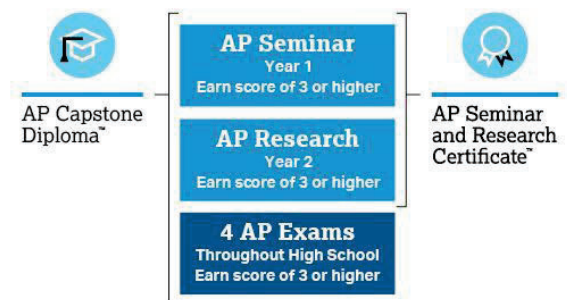 AP Capstone
Diploma™
AP Seminar
Year 1
Earn score of 3 or higher
AP Research
Year 2
Earn score of 3 or higher
4 AP Exams
Throughout High School
Earn score of 3 or higher
AP Seminar
and Research
Certificate™